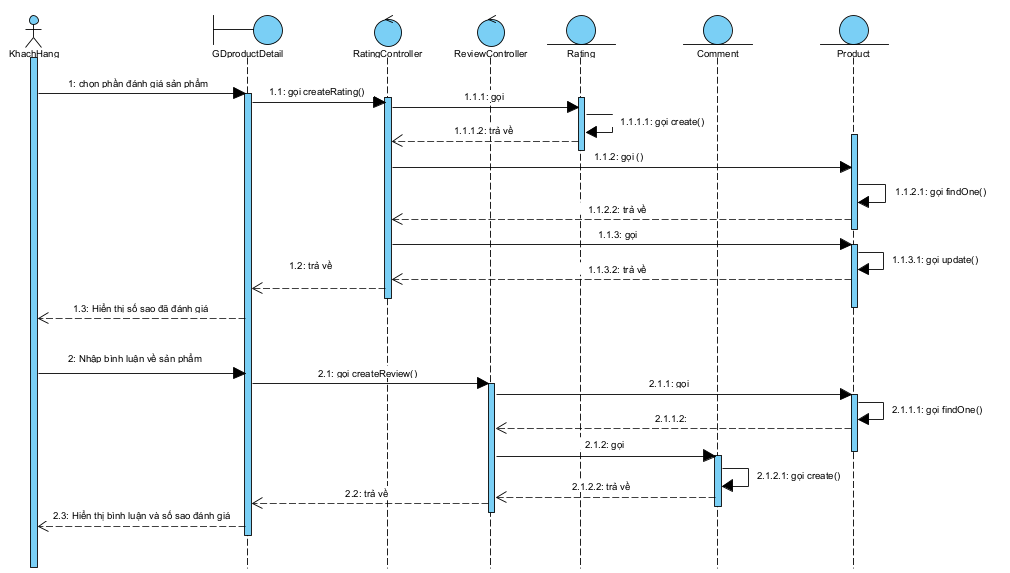 KhachHang
GDproductDetail
RatingController
ReviewController
Rating
Comment
Product
1: chọn phần đánh giá sản phẩm
1.1: gọi createRating()
1.1.1: gọi
1.1.1.1: gọi create()
1.1.1.2: trả về
1.1.2: gọi ()
1.1.2.1: gọi findOne()
1.1.2.2: trả về
1.1.3: gọi
1.1.3.1: gọi update()
1.2: trả về
1.1.3.2: trả về
1.3: Hiển thị số sao đã đánh giá
2: Nhập bình luận về sản phẩm
2.1: gọi createReview()
2.1.1: gọi
2.1.1.1: gọi findOne()
2.1.1.2:
2.1.2: gọi
2.1.2.1: gọi create()
2.1.2.2: trả về
2.2: trả về
2.3: Hiển thị bình luận và số sao đánh giá